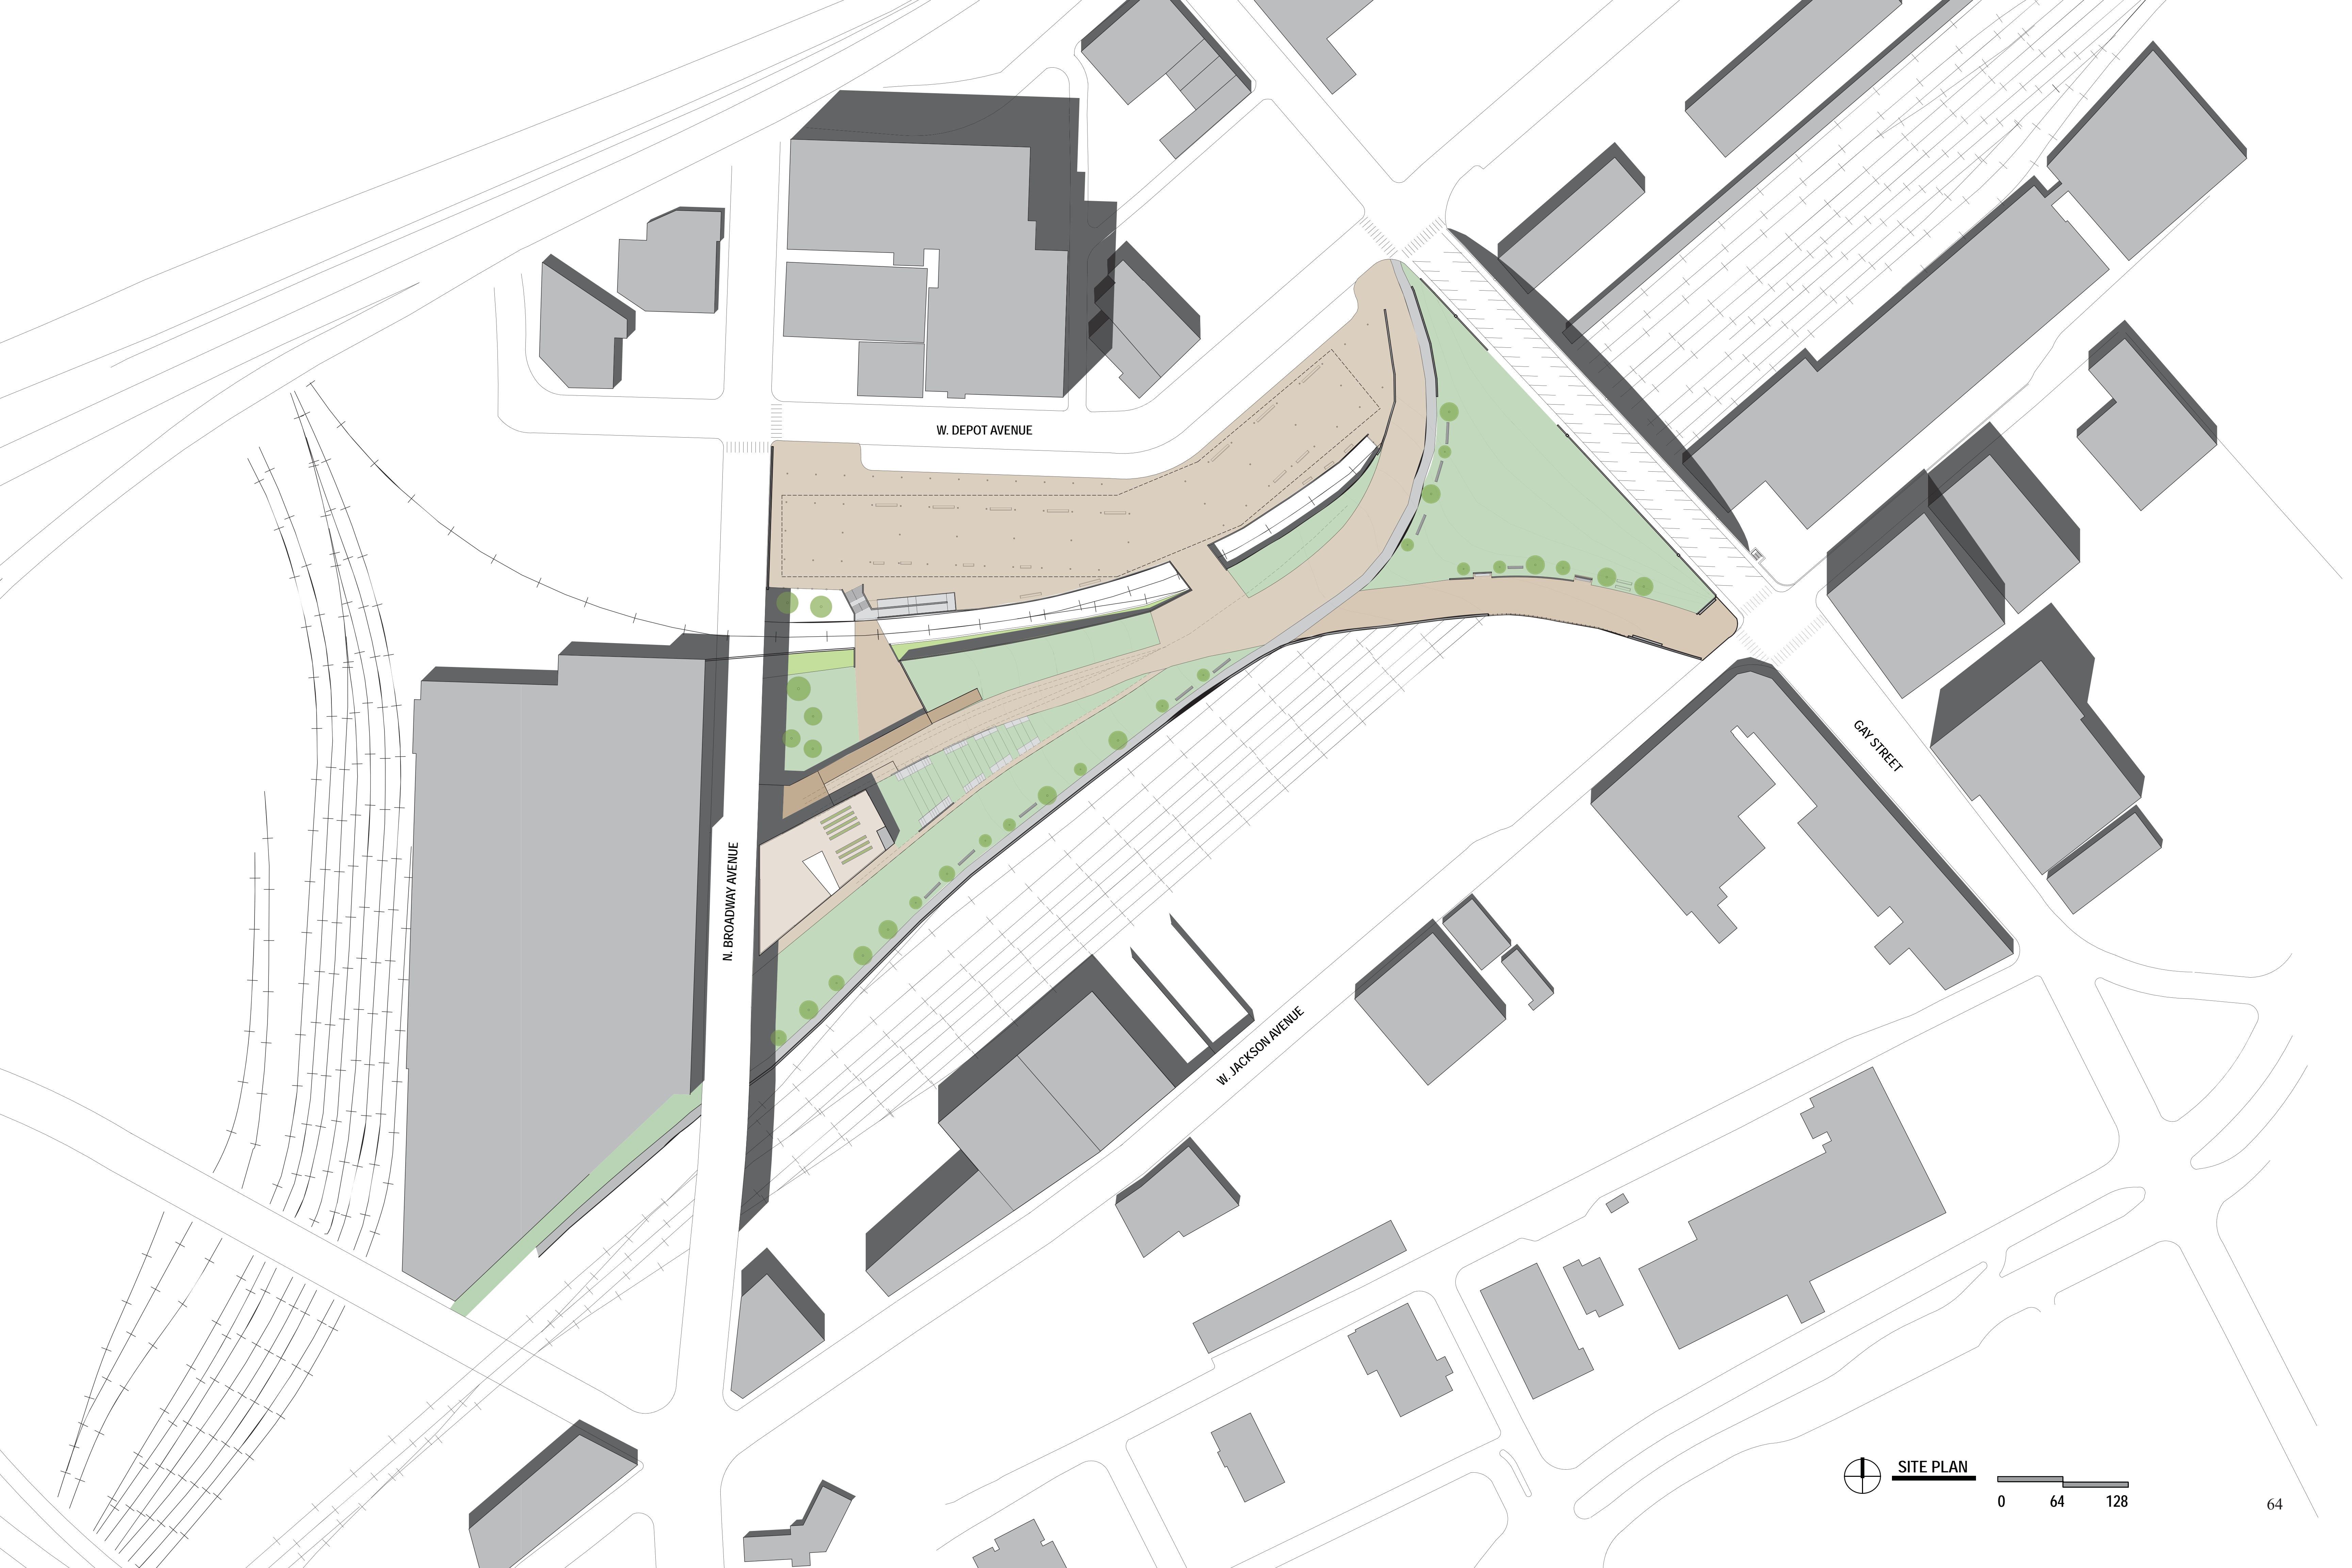 W. DEPOT AVENUE
GAY STREET
N. BROADWAY AVENUE
W. JACKSON AVENUE
SITE PLAN
0 64 128
64